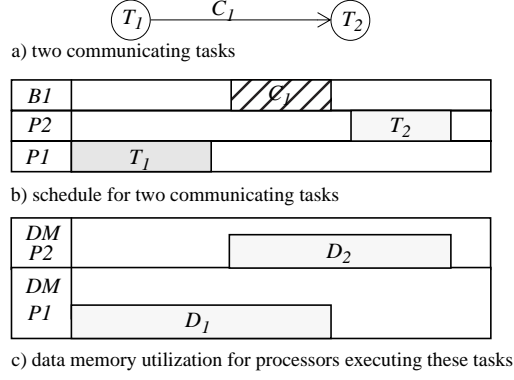 C1
T1 T2
a) two communicating tasks
B1 C1
P2 T2
P1 T1
b) schedule for two communicating tasks
DM
P2 D2
DM
P1 D1
c) data memory utilization for processors executing these tasks